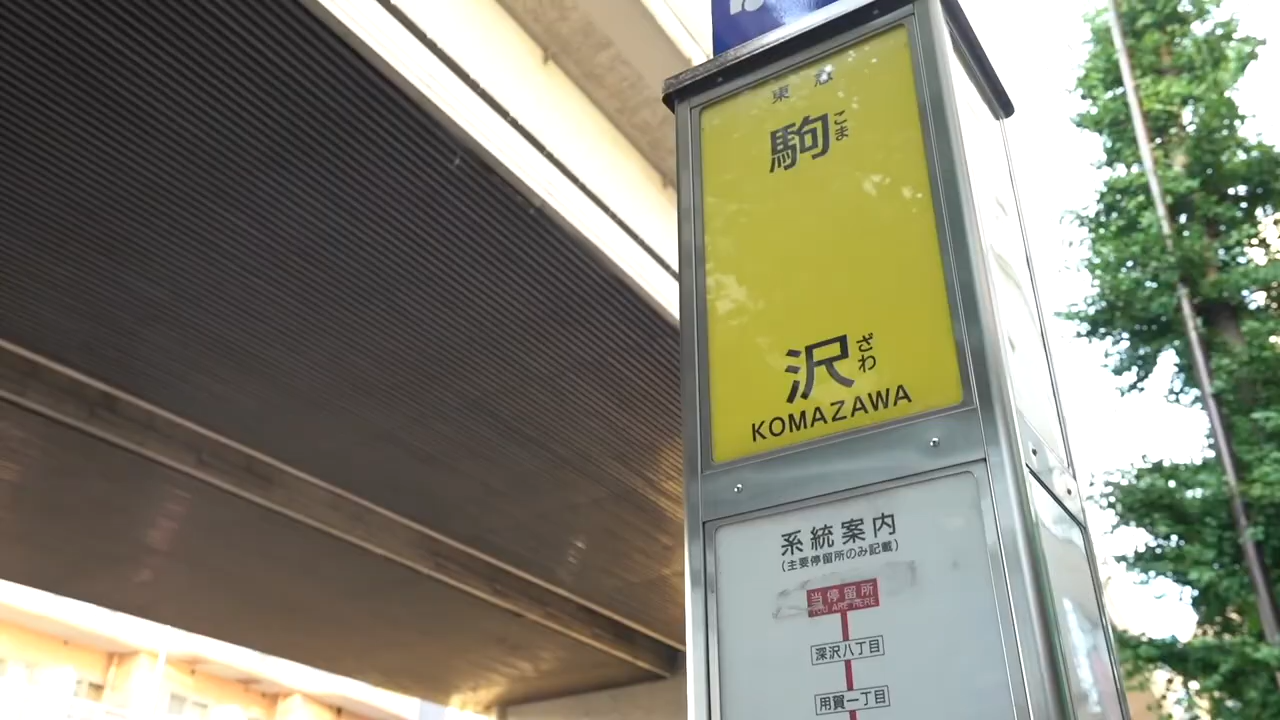 東急
駒
こま
沢
ざわ
KOMAZAWA
系統案内
(主要停留所のみ記載)
当停留所
YOU ARE HERE
深沢八丁目
用賀一丁目